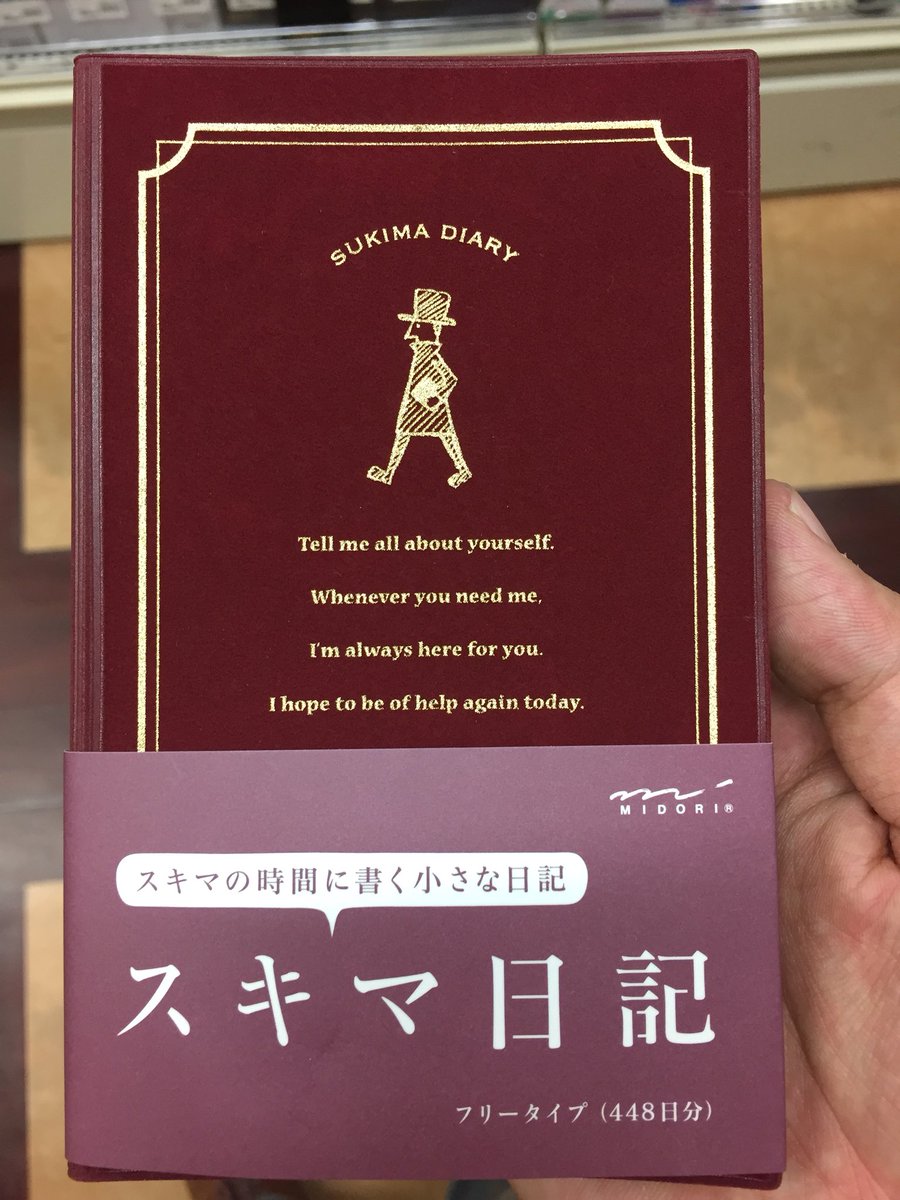 SUKIMA DIARY
Tell me all about yourself.
Whenever you need me,
I'm always here for you.
I hope to be of help again today.
MIDORI®
スキマの時間に書く小さな日記
スキマ日記
フリータイプ（448日分）